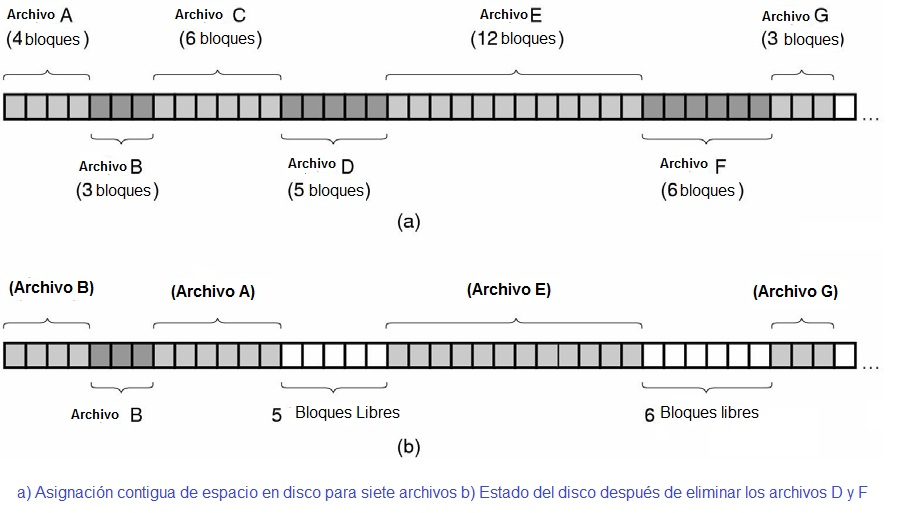 Archivo A
(4 bloques)
Archivo C
(6 bloques)
Archivo E
(12 bloques)
Archivo G
(3 bloques)
...
Archivo B
(3 bloques)
Archivo D
(5 bloques)
Archivo F
(6 bloques)
(a)
(Archivo B)
(Archivo A)
(Archivo E)
(Archivo G)
...
Archivo B
5 Bloques Libres
6 Bloques libres
(b)
a) Asignación contigua de espacio en disco para siete archivos b) Estado del disco después de eliminar los archivos D y F